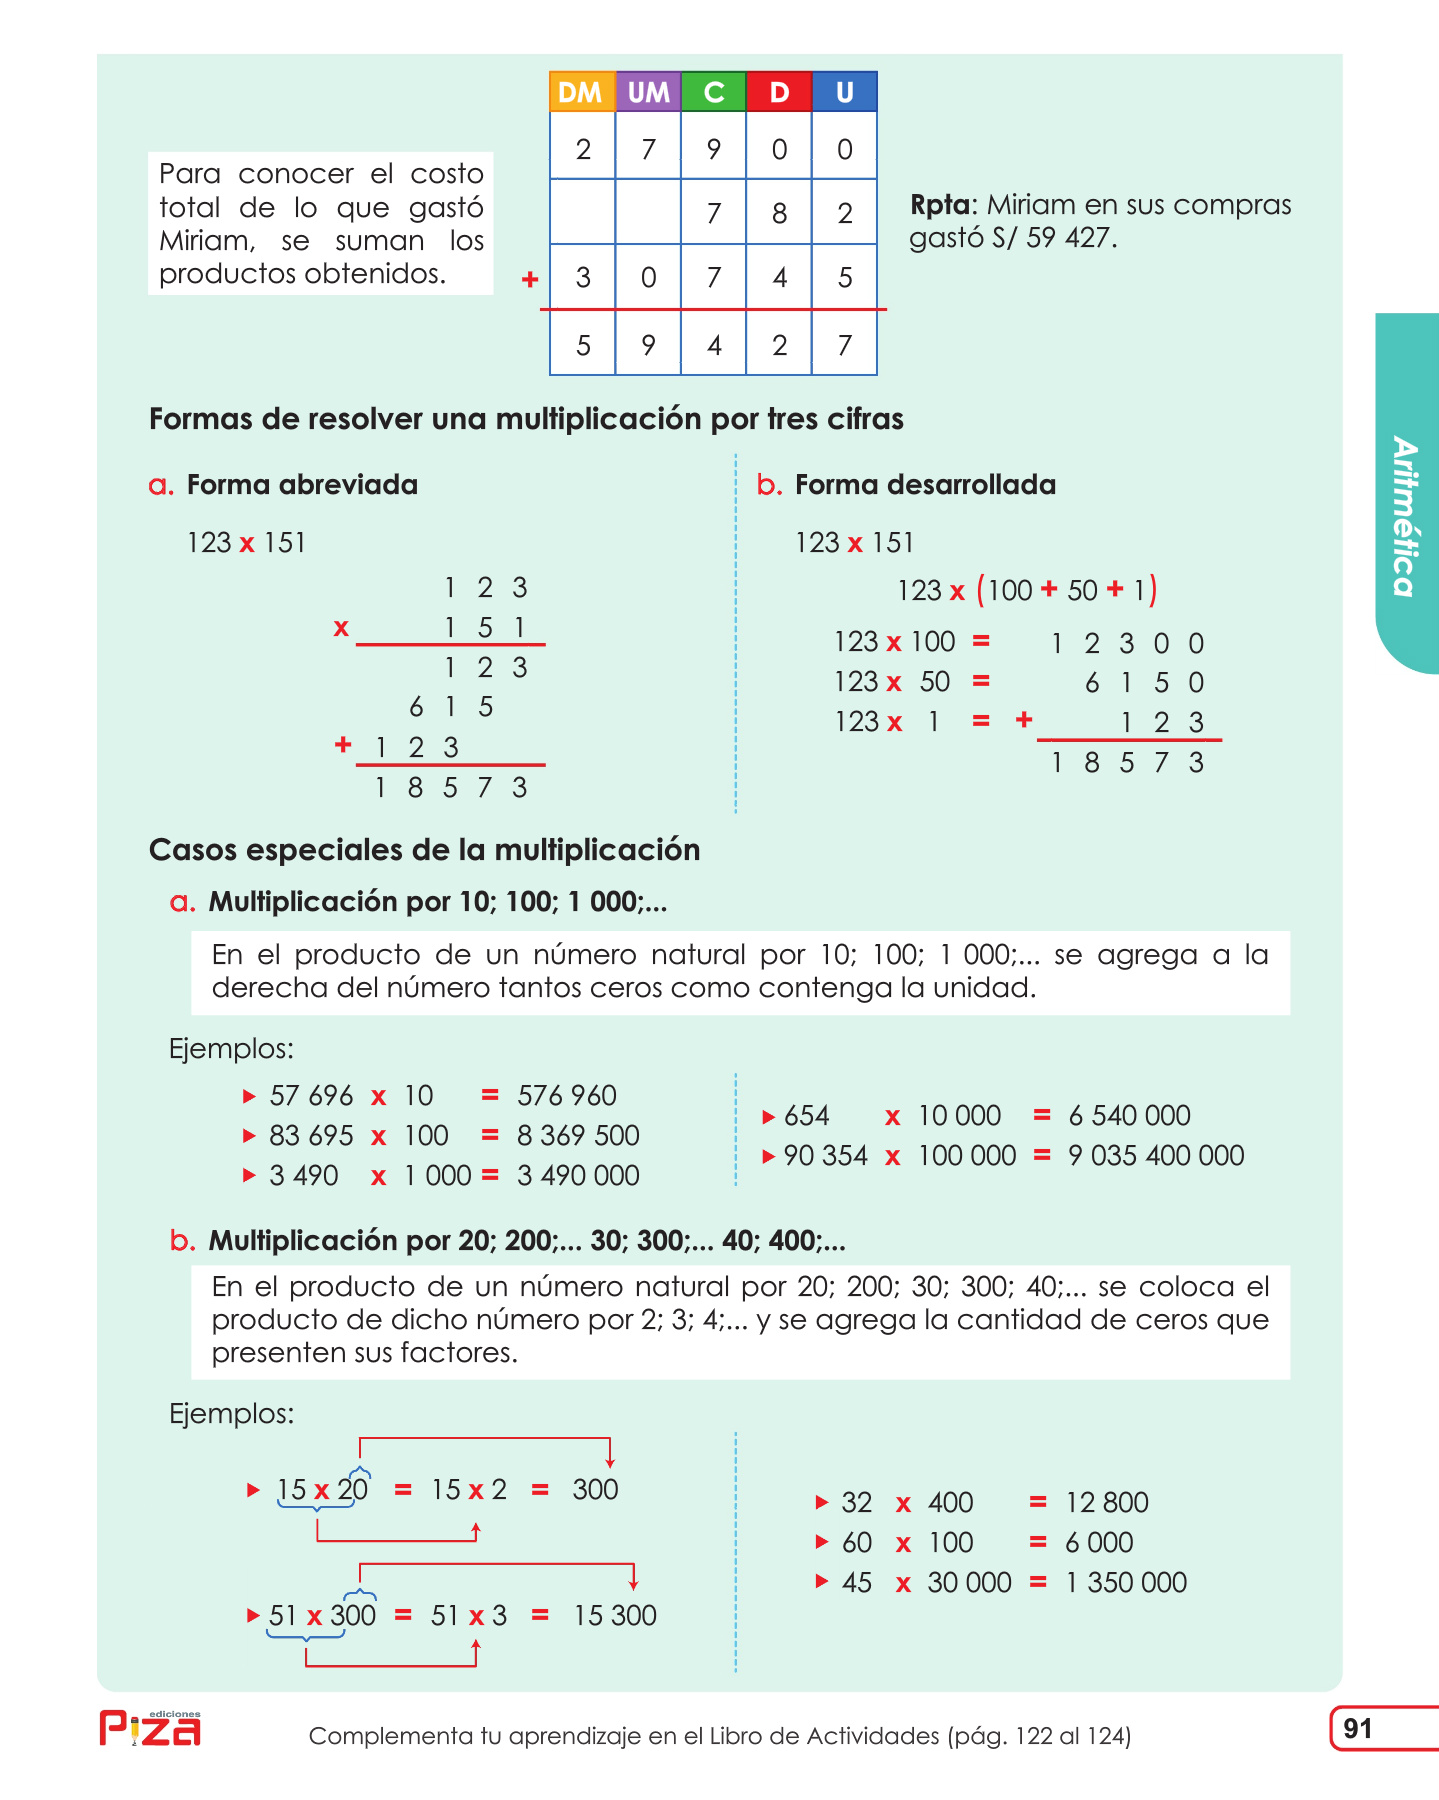 DM UM C D U
2 7 9 0 0
7 8 2
+ 3 0 7 4 5
5 9 4 2 7
Para conocer el costo
total de lo que gastó
Miriam, se suman los
productos obtenidos.
Rpta: Miriam en sus compras
gastó S/ 59 427.
Aritmética
Formas de resolver una multiplicación por tres cifras
a. Forma abreviada
123 x 151
1 2 3
x 1 5 1
1 2 3
6 1 5
+ 1 2 3
1 8 5 7 3
b. Forma desarrollada
123 x 151
123 x (100 + 50 + 1)
123 x 100 = 1 2 3 0 0
123 x 50 = 6 1 5 0
123 x 1 = + 1 2 3
1 8 5 7 3
Casos especiales de la multiplicación
a. Multiplicación por 10; 100; 1 000;...
En el producto de un número natural por 10; 100; 1 000;... se agrega a la
derecha del número tantos ceros como contenga la unidad.
Ejemplos:
57 696 x 10 = 576 960
83 695 x 100 = 8 369 500
3 490 x 1 000 = 3 490 000
654 x 10 000 = 6 540 000
90 354 x 100 000 = 9 035 400 000
b. Multiplicación por 20; 200;... 30; 300;... 40; 400;...
En el producto de un número natural por 20; 200; 30; 300; 40;... se coloca el
producto de dicho número por 2; 3; 4;... y se agrega la cantidad de ceros que
presenten sus factores.
Ejemplos:
15 x 20 = 15 x 2 = 300
51 x 300 = 51 x 3 = 15 300
32 x 400 = 12 800
60 x 100 = 6 000
45 x 30 000 = 1 350 000
ediciones
Piza
Complementa tu aprendizaje en el Libro de Actividades (pág. 122 al 124)
91